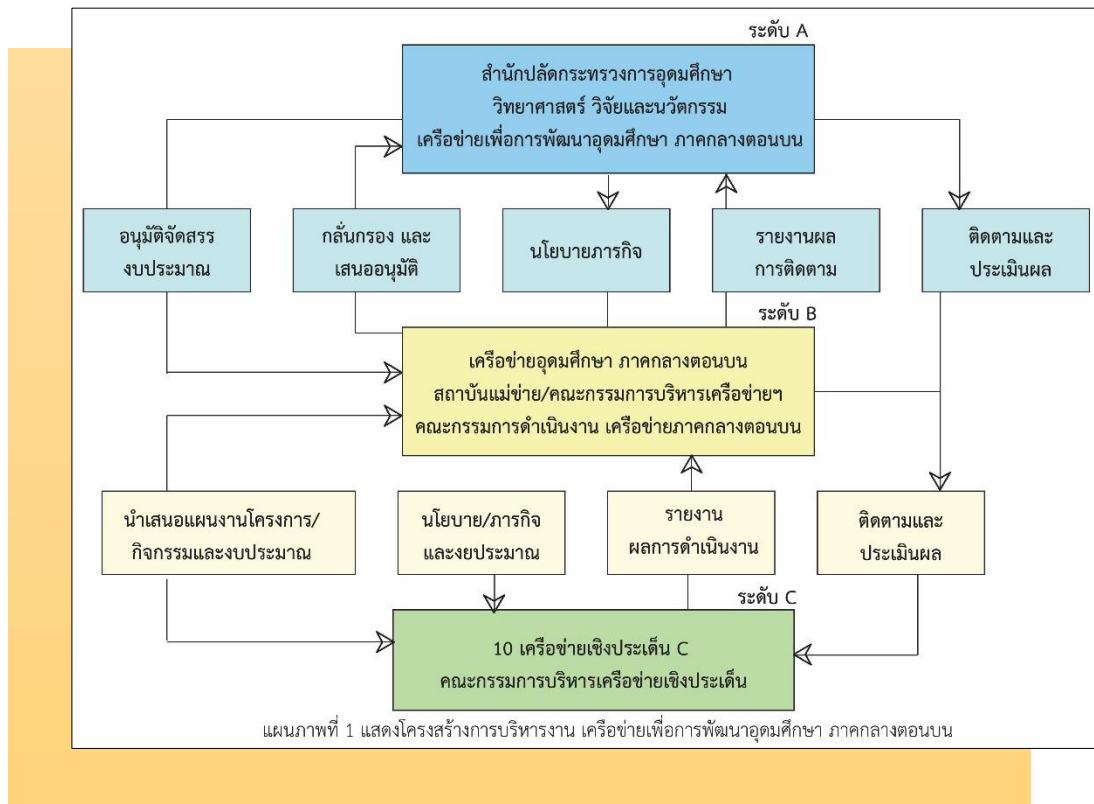 ระดับ A
สำนักปลัดกระทรวงการอุดมศึกษา
วิทยาศาสตร์ วิจัยและนวัตกรรม
เครือข่ายเพื่อการพัฒนาอุดมศึกษา ภาคกลางตอนบน
อนุมัติจัดสรร
งบประมาณ
กลั่นกรอง และ
เสนออนุมัติ
นโยบายภารกิจ
รายงานผล
การติดตาม
ติดตามและ
ประเมินผล
ระดับ B
เครือข่ายอุดมศึกษา ภาคกลางตอนบน
สถาบันแม่ข่าย/คณะกรรมการบริหารเครือข่ายฯ
คณะกรรมการดำเนินงาน เครือข่ายภาคกลางตอนบน
นำเสนอแผนงานโครงการ/
กิจกรรมและงบประมาณ
นโยบาย/ภารกิจ
และงยประมาณ
รายงาน
ผลการดำเนินงาน
ติดตามและ
ประเมินผล
ระดับ C
10 เครือข่ายเชิงประเด็น C
คณะกรรมการบริหารเครือข่ายเชิงประเด็น
แผนภาพที่ 1 แสดงโครงสร้างการบริหารงาน เครือข่ายเพื่อการพัฒนาอุดมศึกษา ภาคกลางตอนบน